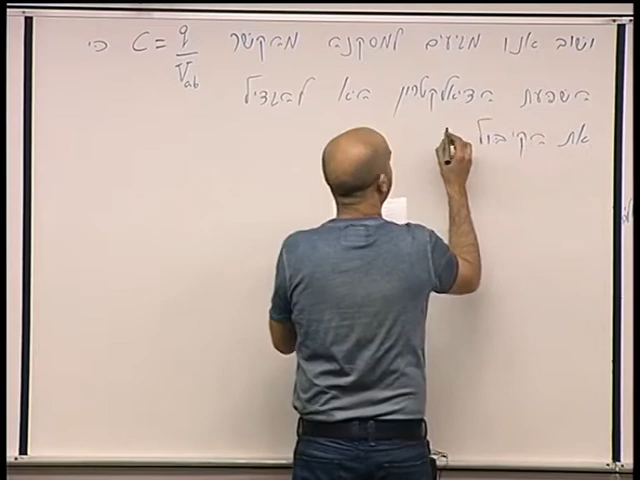 ושוב אנו מגיעים למסקנה מהקשר C = q / V_ab כי
השפעת הדיאלקטרון היא להגדיל
את הקיבול